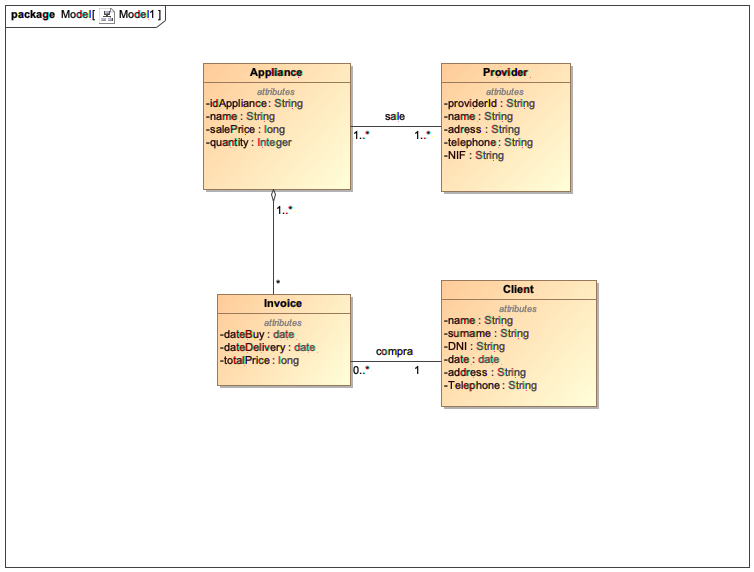 package Model[ Model1 ]
Appliance
attributes
-idAppliance : String
-name : String
-salePrice : long
-quantity : Integer
sale
1..*
1..*
Provider
attributes
-providerId : String
-name : String
-adress : String
-telephone : String
-NIF : String
1..*
*
Invoice
attributes
-dateBuy : date
-dateDelivery : date
-totalPrice : long
compra
0..*
1
Client
attributes
-name : String
-surname : String
-DNI : String
-date : date
-address : String
-Telephone : String